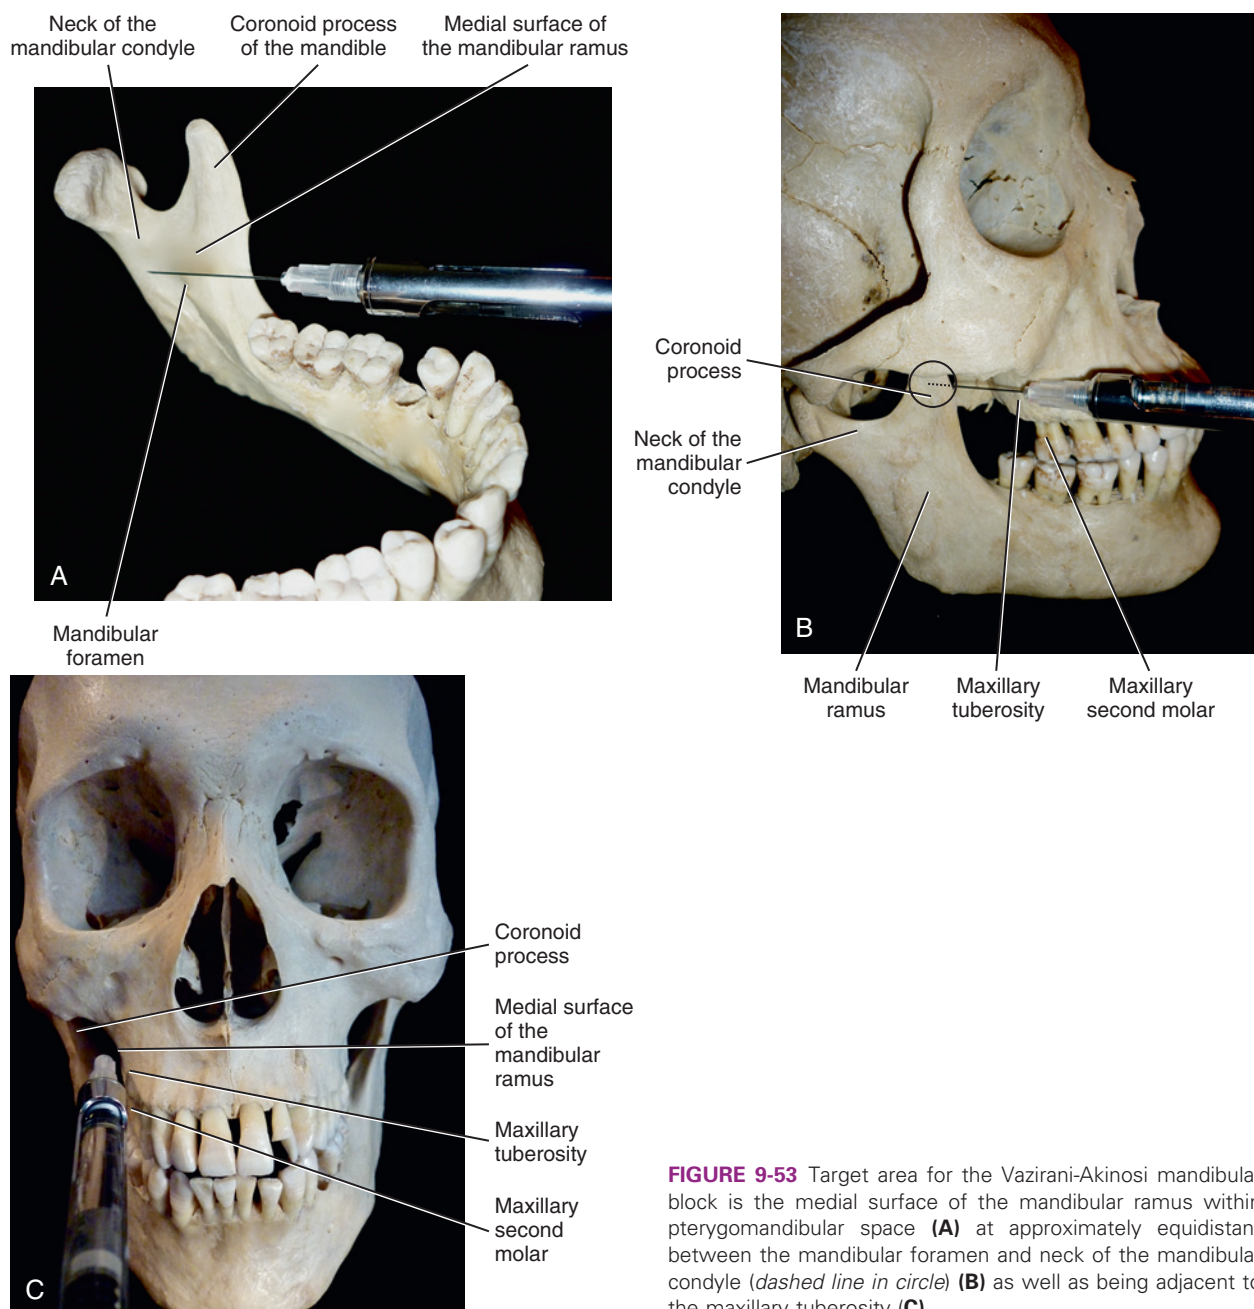 Neck of the
mandibular condyle
Coronoid process
of the mandible
Medial surface of
the mandibular ramus
A
Mandibular
foramen
Coronoid
process
Neck of the
mandibular
condyle
B
Mandibular
ramus
Maxillary
tuberosity
Maxillary
second molar
Coronoid
process
Medial surface
of the
mandibular
ramus
Maxillary
tuberosity
Maxillary
second
molar
C
FIGURE 9-53 Target area for the Vazirani-Akinosi mandibula
block is the medial surface of the mandibular ramus within
pterygomandibular space (A) at approximately equidistan
between the mandibular foramen and neck of the mandibula
condyle (dashed line in circle) (B) as well as being adjacent to
the maxillary tuberosity (C)